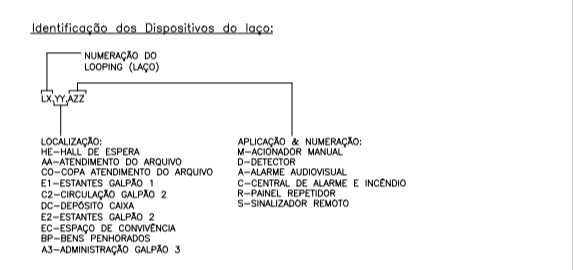 Identificação dos Dispositivos do laço:
NUMERAÇÃO DO
LOOPING (LAÇO)
LX,YY,AZZ
LOCALIZAÇÃO:
HE-HALL DE ESPERA
AA-ATENDIMENTO DO ARQUIVO
CO-COPA ATENDIMENTO DO ARQUIVO
E1-ESTANTES GALPÃO 1
C2-CIRCULAÇÃO GALPÃO 2
DC-DEPÓSITO CAIXA
E2-ESTANTES GALPÃO 2
EC-ESPAÇO DE CONVIVÊNCIA
BP-BENS PENHORADOS
A3-ADMINISTRAÇÃO GALPÃO 3
APLICAÇÃO & NUMERAÇÃO:
M-ACIONADOR MANUAL
D-DETECTOR
A-ALARME AUDIOVISUAL
C-CENTRAL DE ALARME E INCÊNDIO
R-PAINEL REPETIDOR
S-SINALIZADOR REMOTO